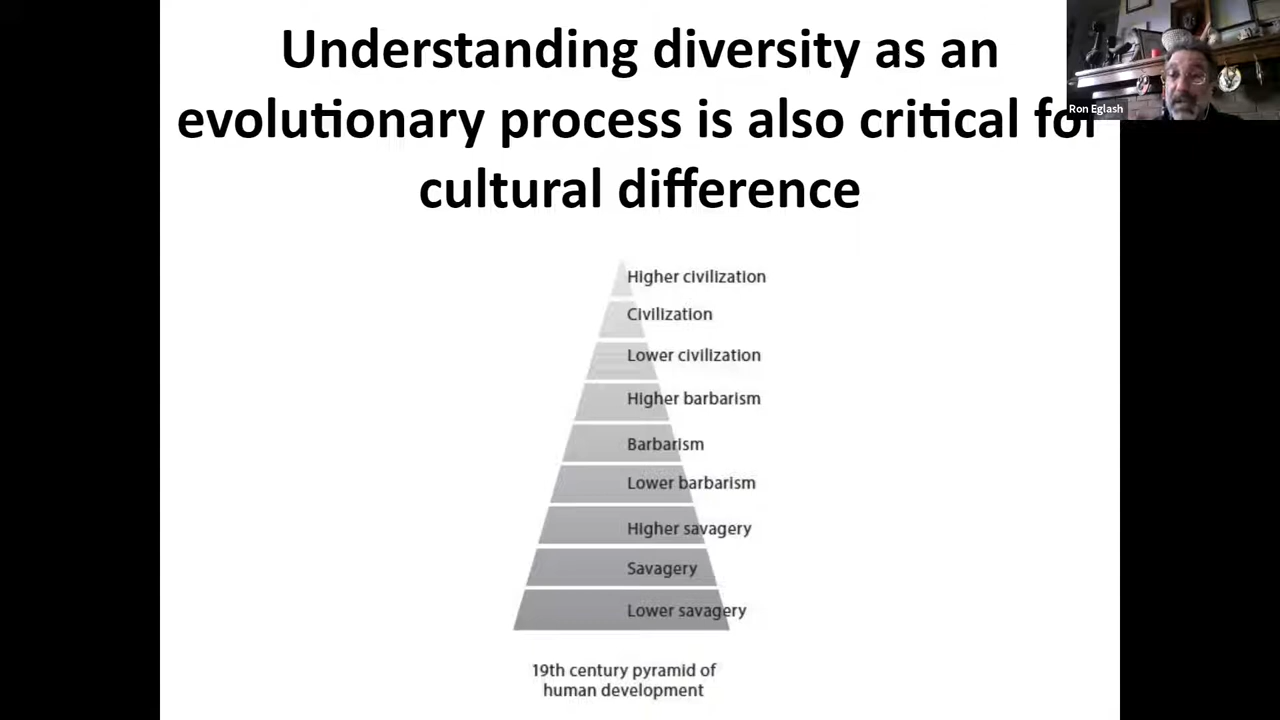 Understanding diversity as an
evolutionary process is also critical for
cultural difference
Ron Eglash
Higher civilization
Civilization
Lower civilization
Higher barbarism
Barbarism
Lower barbarism
Higher savagery
Savagery
Lower savagery
19th century pyramid of
human development